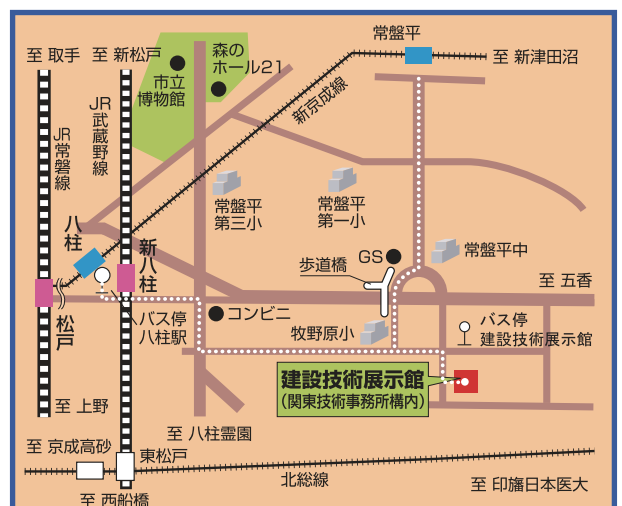 常盤平
至 取手
至 新松戸
森の
ホール21
至 新津田沼
市立
博物館
新京成線
JR武蔵野線
JR常磐線
常盤平
第三小
常盤平
第一小
八柱
新八柱
GS
常盤平中
歩道橋
至 五香
松戸
バス停
八柱駅
コンビニ
牧野原小
バス停
建設技術展示館
建設技術展示館
(関東技術事務所構内)
至 上野
至 八柱霊園
至 京成高砂
東松戸
北総線
至 印旛日本医大
至 西船橋